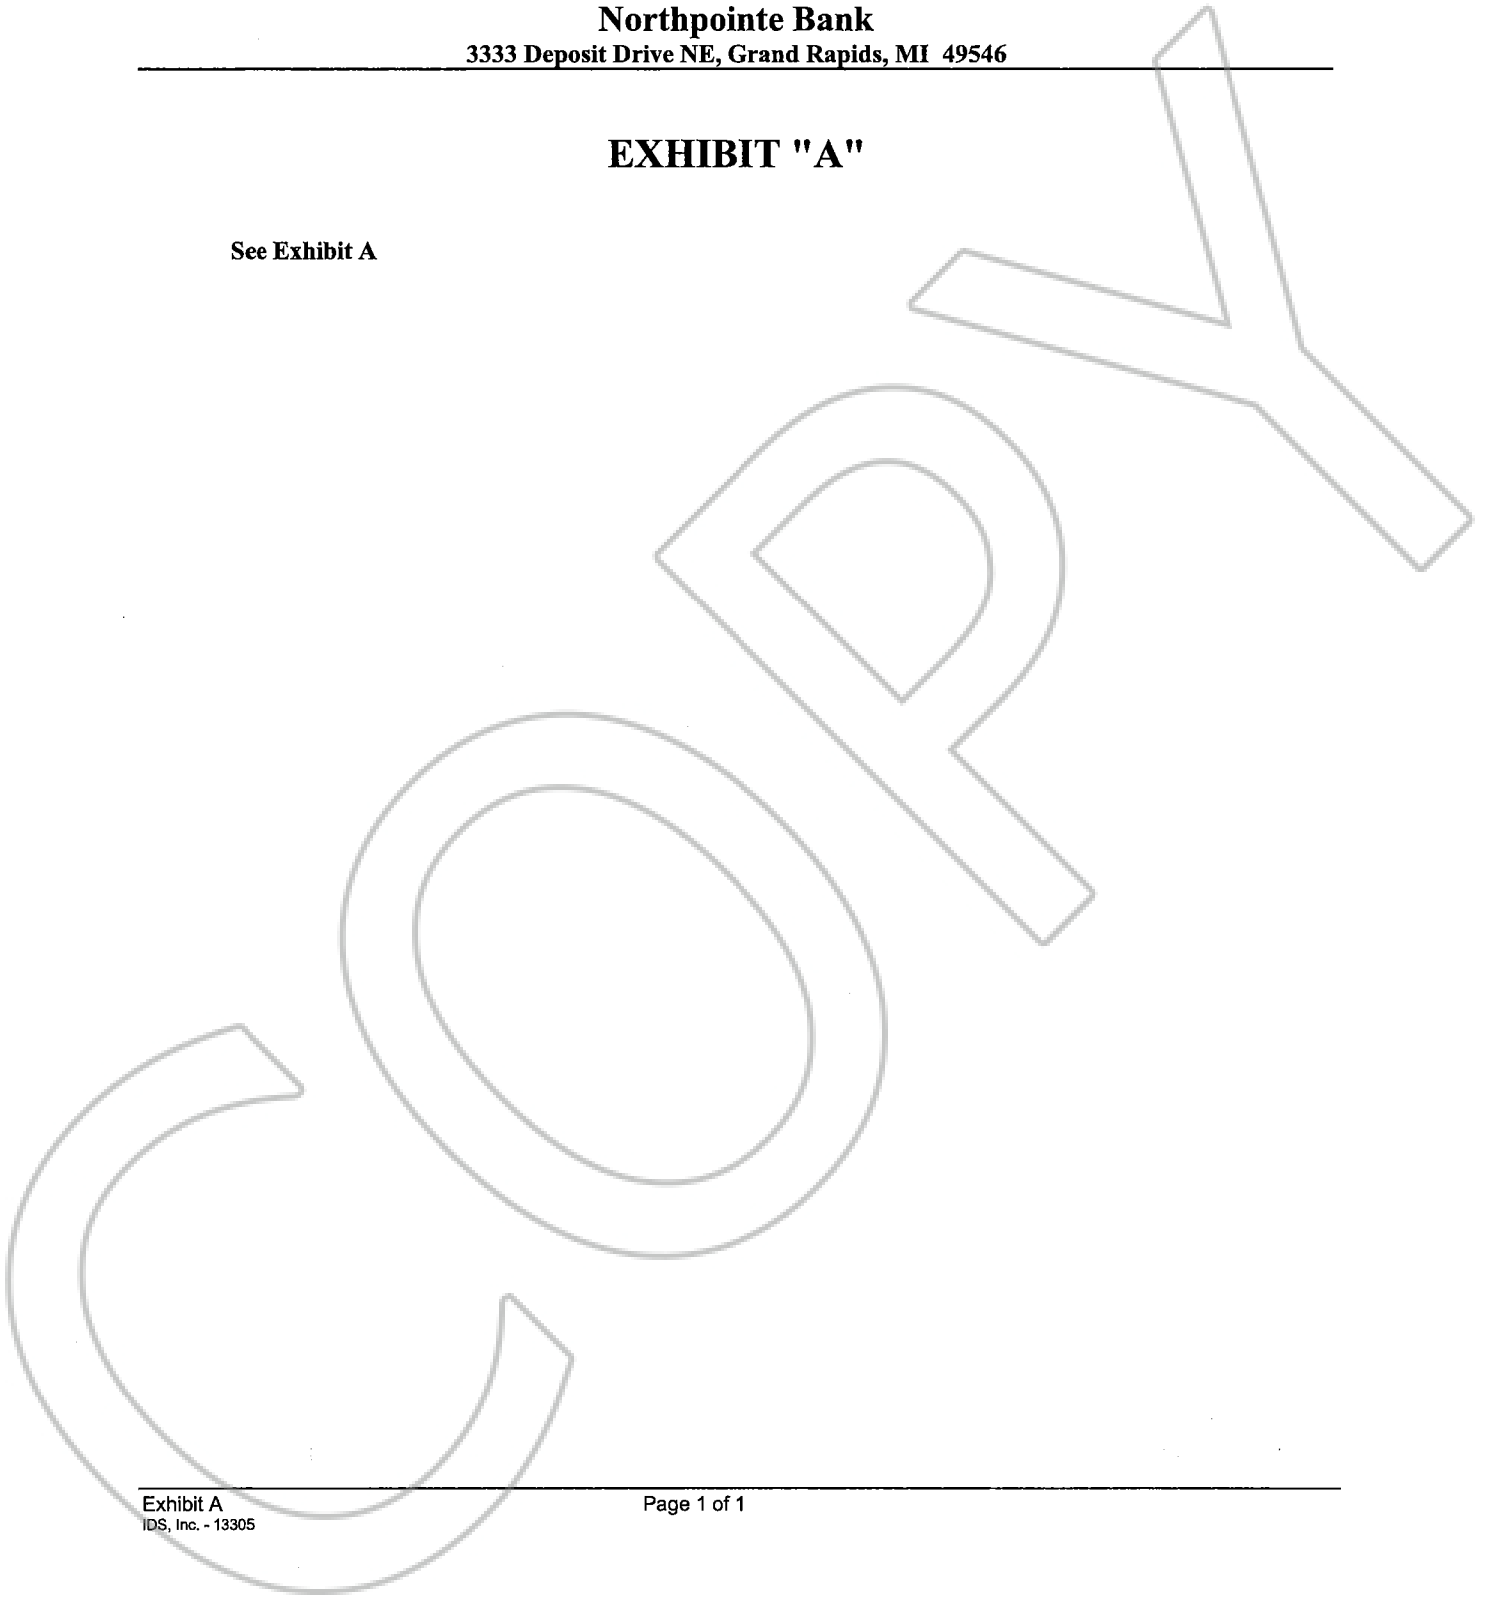 Northpointe Bank
3333 Deposit Drive NE, Grand Rapids, MI 49546
EXHIBIT "A"
See Exhibit A
COPY
Exhibit A
Page 1 of 1
IDS, Inc. - 13305